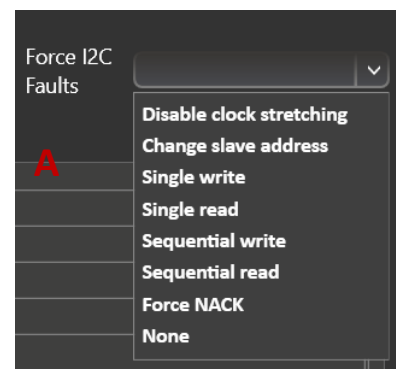 Force I2C
Faults
Disable clock stretching
Change slave address
A
Single write
Single read
Sequential write
Sequential read
Force NACK
None